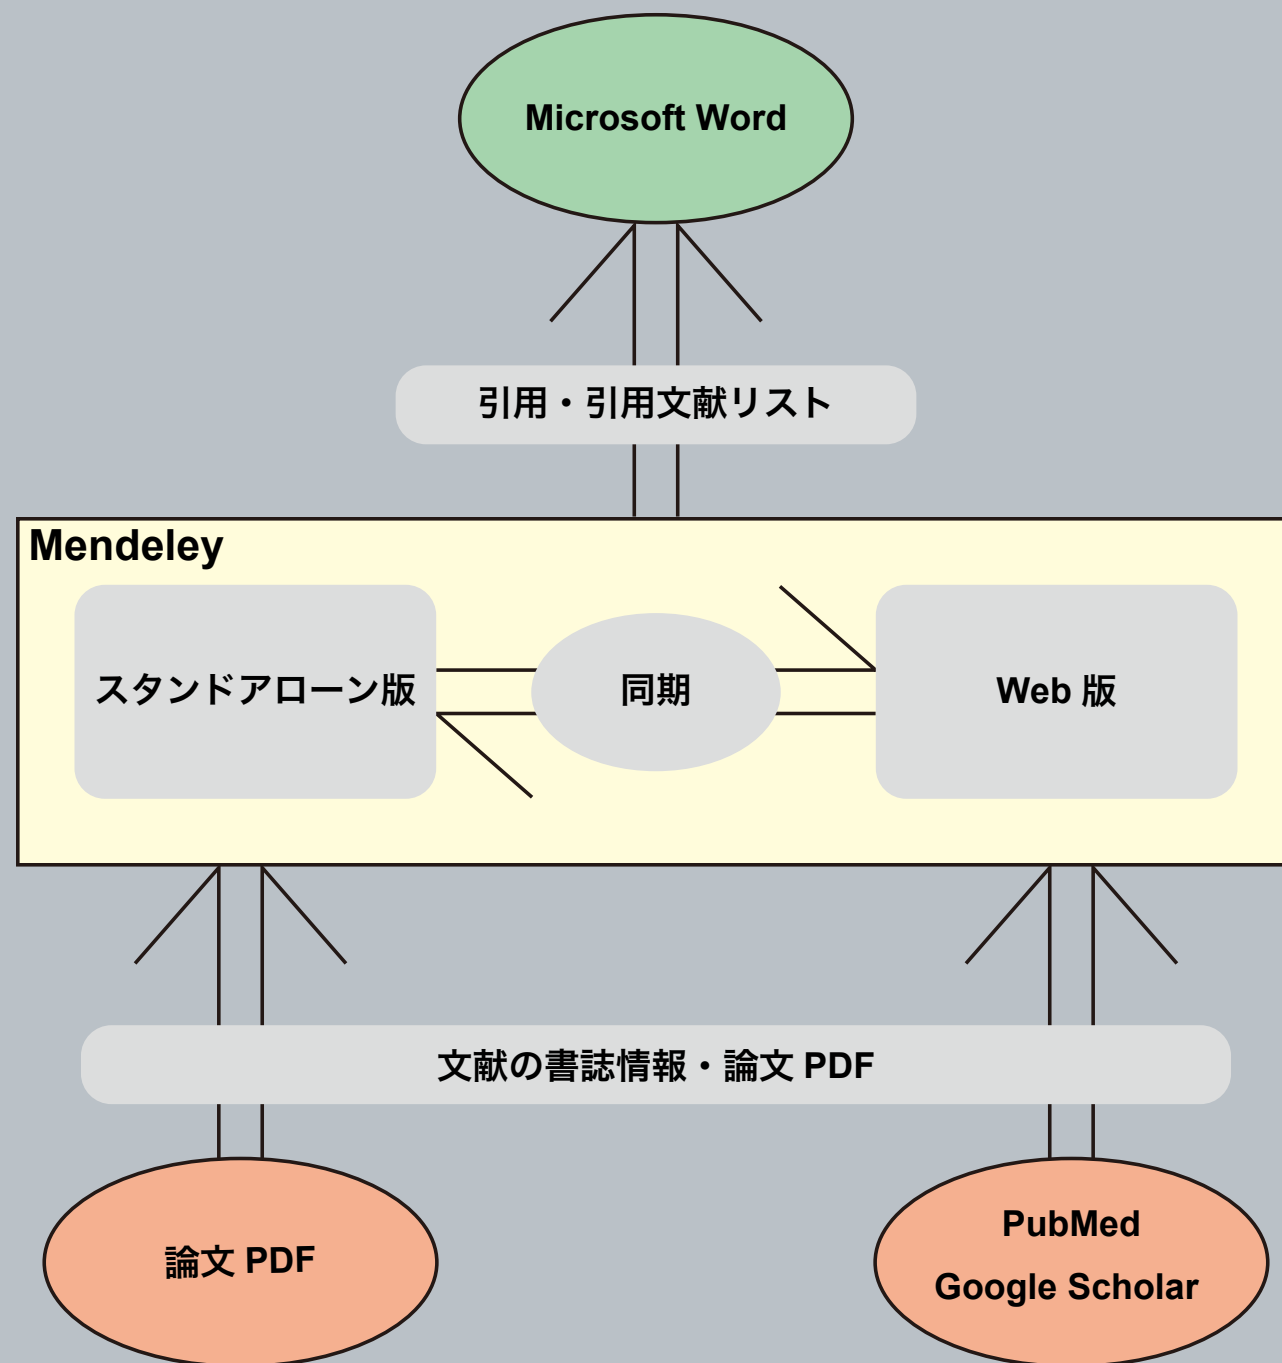 Microsoft Word
引用・引用文献リスト
Mendeley
スタンドアローン版
同期
Web 版
文献の書誌情報・論文 PDF
論文 PDF
PubMed
Google Scholar